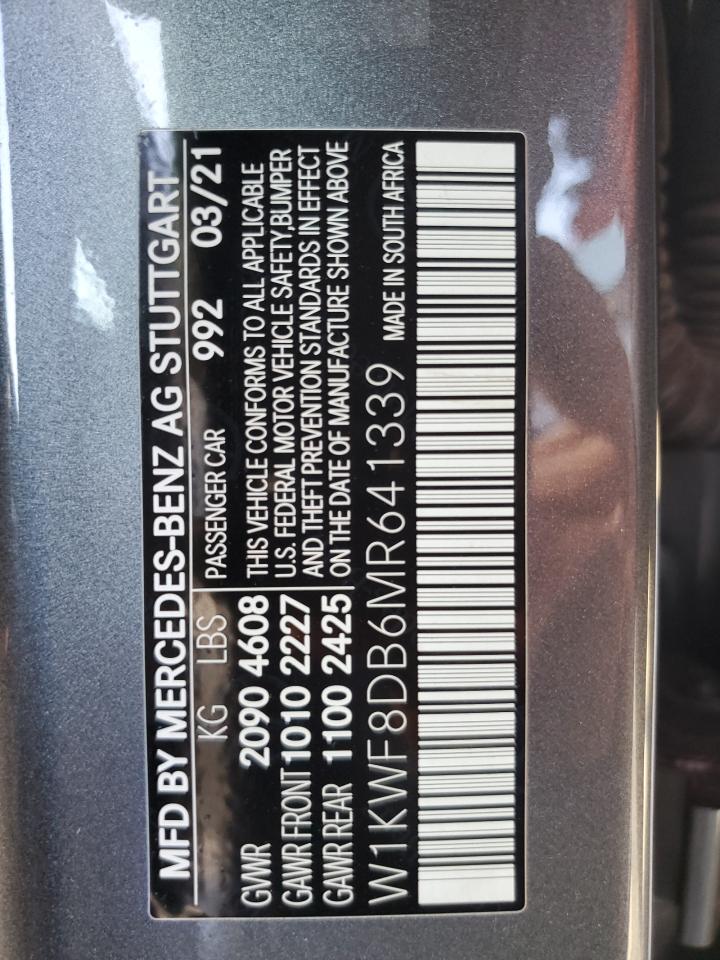 MFD BY MERCEDES-BENZ AG STUTTGART
KG LBS PASSENGER CAR 992 03/21
GVWR 2090 4608
GAWR FRONT 1010 2227
GAWR REAR 1100 2425
THIS VEHICLE CONFORMS TO ALL APPLICABLE
U.S. FEDERAL MOTOR VEHICLE SAFETY,BUMPER
AND THEFT PREVENTION STANDARDS IN EFFECT
ON THE DATE OF MANUFACTURE SHOWN ABOVE
W1KWF8DB6MR641339 MADE IN SOUTH AFRICA